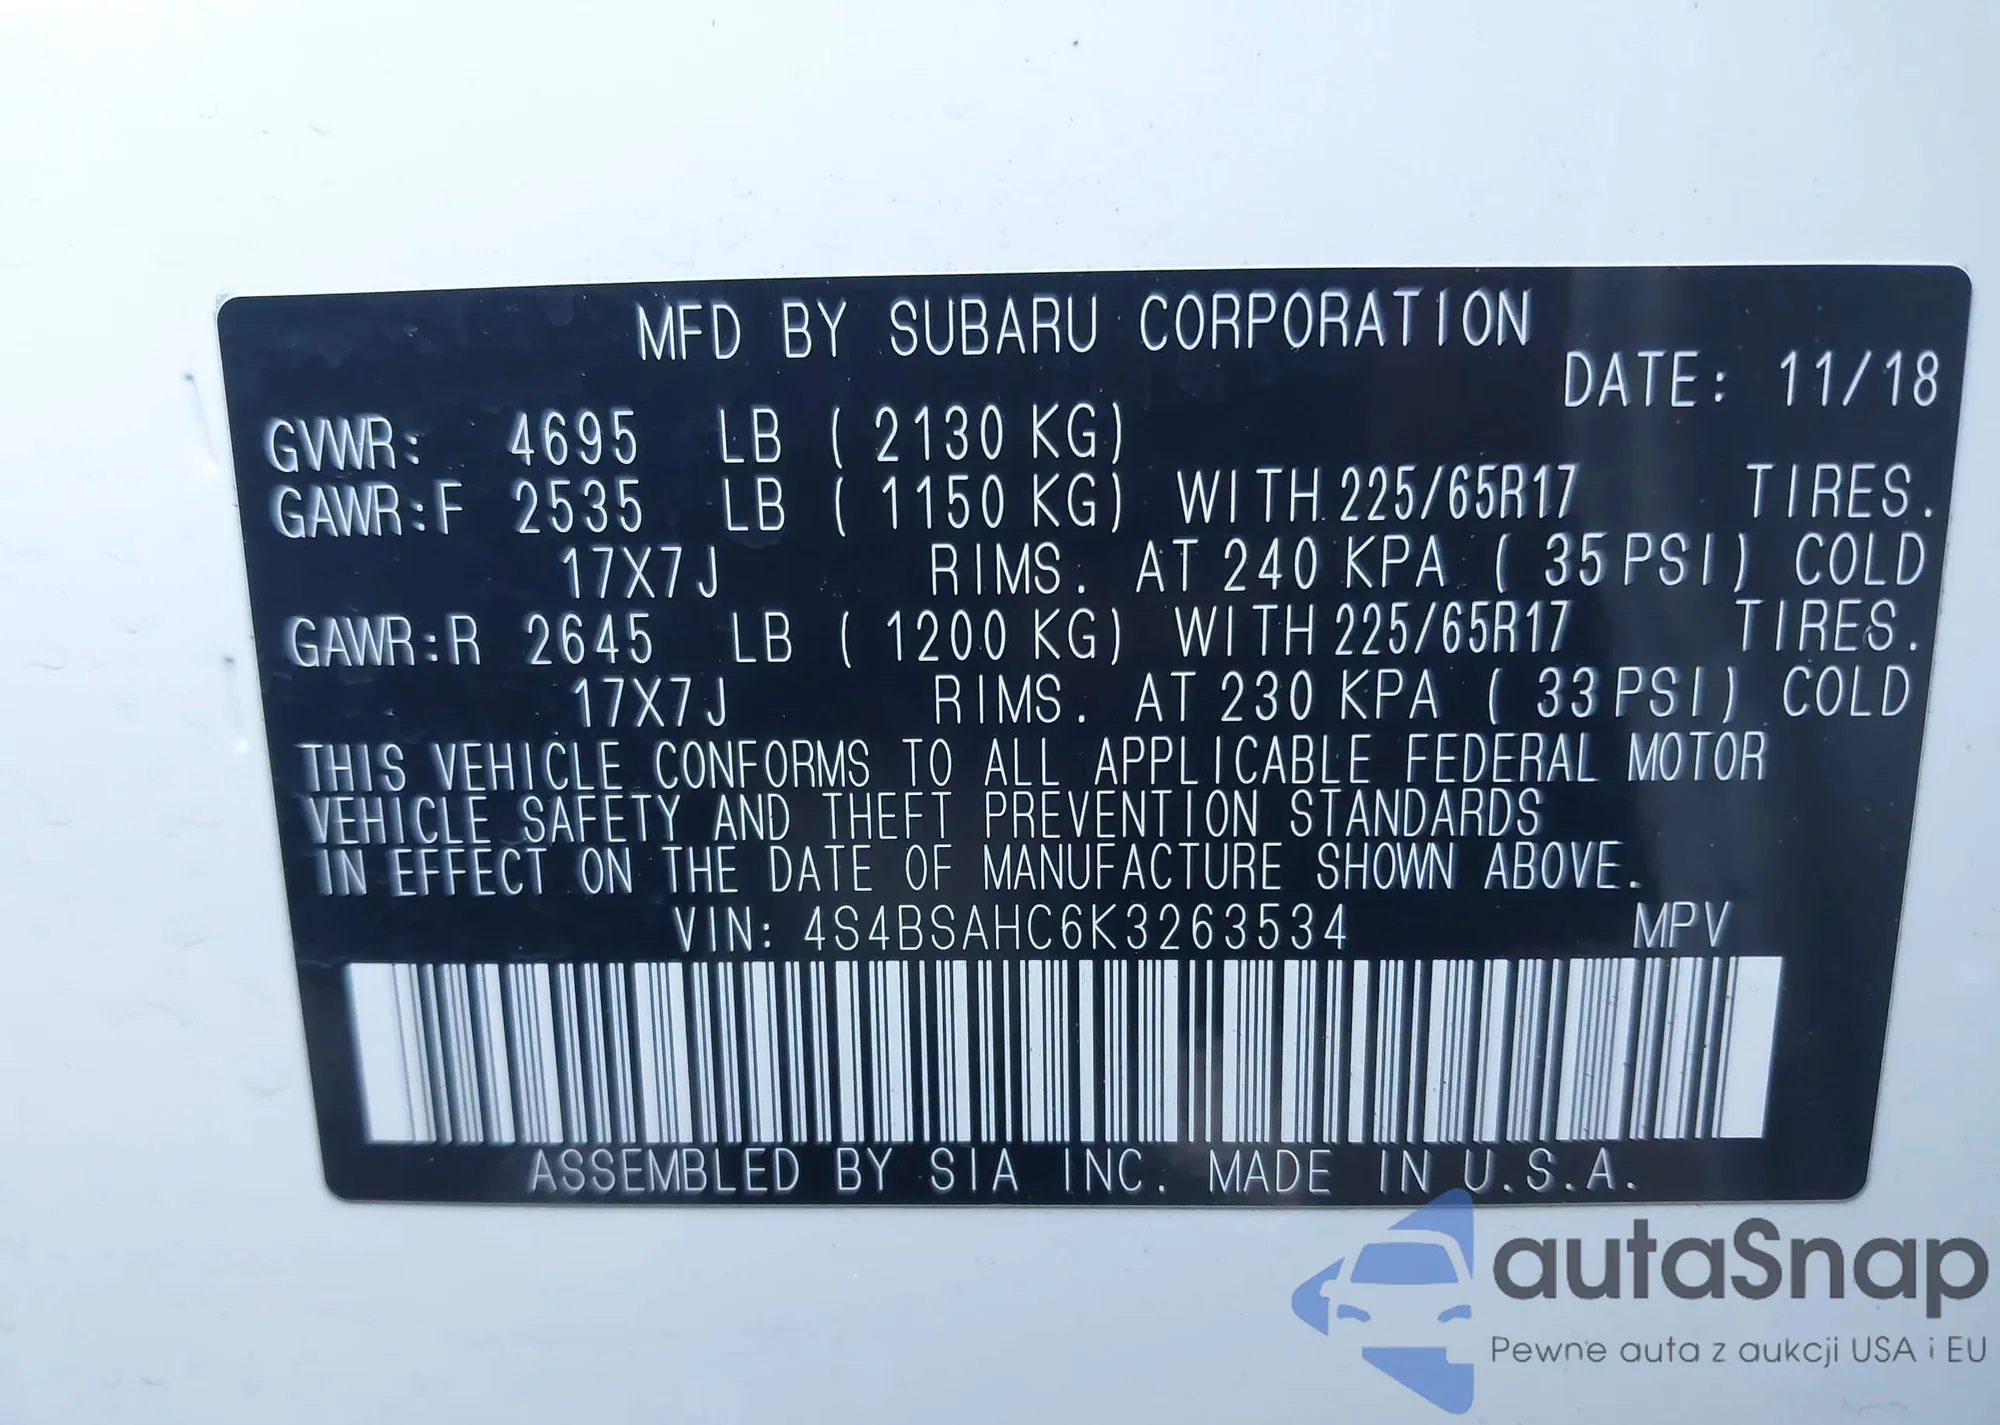 MFD BY SUBARU CORPORATION
DATE: 11/18
GVWR: 4695 LB ( 2130 KG)
GAWR:F 2535 LB ( 1150 KG) WITH 225/65R17 TIRES.
17X7J RIMS. AT 240 KPA ( 35 PSI) COLD
GAWR:R 2645 LB ( 1200 KG) WITH 225/65R17 TIRES.
17X7J RIMS. AT 230 KPA ( 33 PSI) COLD
THIS VEHICLE CONFORMS TO ALL APPLICABLE FEDERAL MOTOR
VEHICLE SAFETY AND THEFT PREVENTION STANDARDS
IN EFFECT ON THE DATE OF MANUFACTURE SHOWN ABOVE.
VIN: 4S4BSAHC6K3263534 MPV
ASSEMBLED BY SIA INC. MADE IN U.S.A.
autaSnap
Pewne auta z aukcji USA i EU